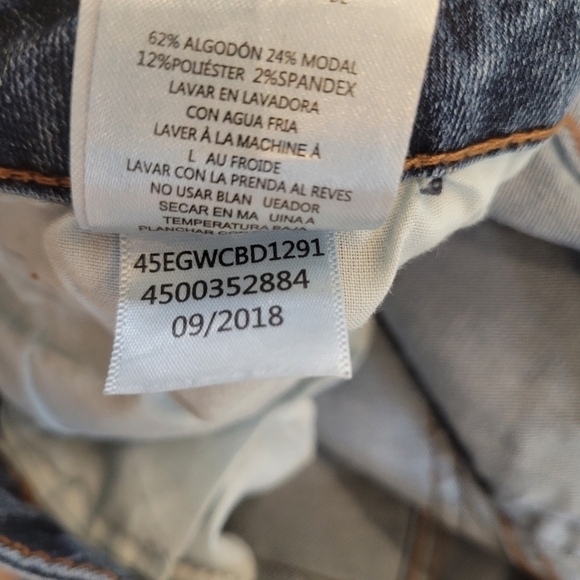 62% ALGODÓN 24% MODAL
12%POLIÉSTER 2%SPANDEX
LAVAR EN LAVADORA
CON AGUA FRIA
LAVER À LA MACHINE À
L AU FROIDE
LAVAR CON LA PRENDA AL REVES
NO USAR BLAN UEADOR
SECAR EN MA UINA A
TEMPERATURA BAJA
PLANCHAR
45EGWCBD1291
4500352884
09/2018